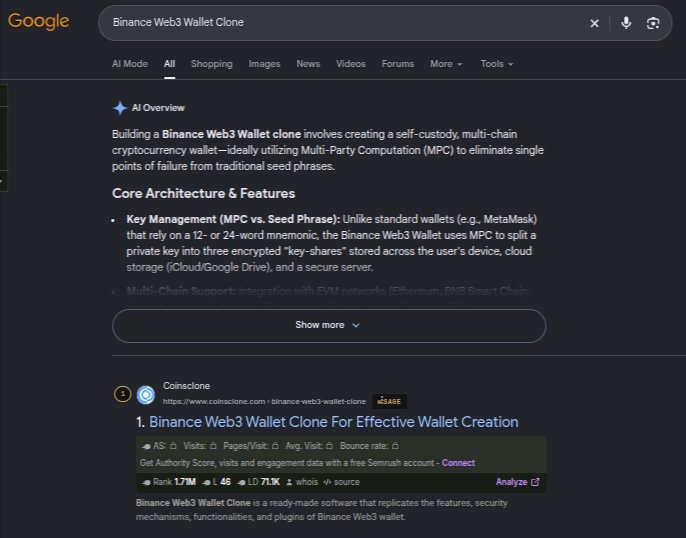 Google
Binance Web3 Wallet Clone
AI Mode All Shopping Images News Videos Forums More Tools
AI Overview
Building a Binance Web3 Wallet clone involves creating a self-custody, multi-chain
cryptocurrency wallet—ideally utilizing Multi-Party Computation (MPC) to eliminate single
points of failure from traditional seed phrases.
Core Architecture & Features
• Key Management (MPC vs. Seed Phrase): Unlike standard wallets (e.g., MetaMask)
that rely on a 12- or 24-word mnemonic, the Binance Web3 Wallet uses MPC to split a
private key into three encrypted "key-shares" stored across the user's device, cloud
storage (iCloud/Google Drive), and a secure server.
• Multi-Chain Support: Integration with EVM networks (Ethereum, BNB Smart Chain,
Show more
1
Coinsclone
https://www.coinsclone.com › binance-web3-wallet-clone SAGE
1. Binance Web3 Wallet Clone For Effective Wallet Creation
AS: Visits: Pages/Visit: Avg. Visit: Bounce rate:
Get Authority Score, visits and engagement data with a free Semrush account - Connect
Rank 1.71M L 46 LD 71.1K whois </> source Analyze
Binance Web3 Wallet Clone is a ready-made software that replicates the features, security
mechanisms, functionalities, and plugins of Binance Web3 wallet.